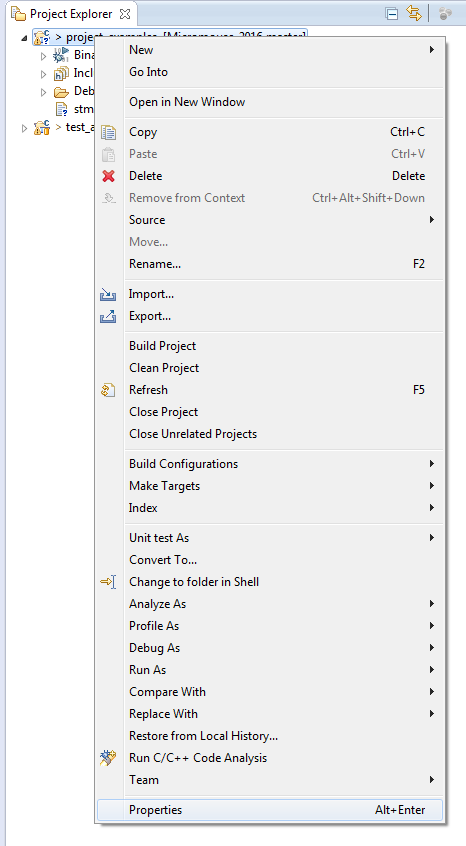 Project Explorer
> project_examples [Micromouse-2016 master]
Bina
Incl
Deb
stm
> test_a
New
Go Into
Open in New Window
Copy Ctrl+C
Paste Ctrl+V
Delete Delete
Remove from Context Ctrl+Alt+Shift+Down
Source
Move...
Rename... F2
Import...
Export...
Build Project
Clean Project
Refresh F5
Close Project
Close Unrelated Projects
Build Configurations
Make Targets
Index
Unit test As
Convert To...
Change to folder in Shell
Analyze As
Profile As
Debug As
Run As
Compare With
Replace With
Restore from Local History...
Run C/C++ Code Analysis
Team
Properties Alt+Enter